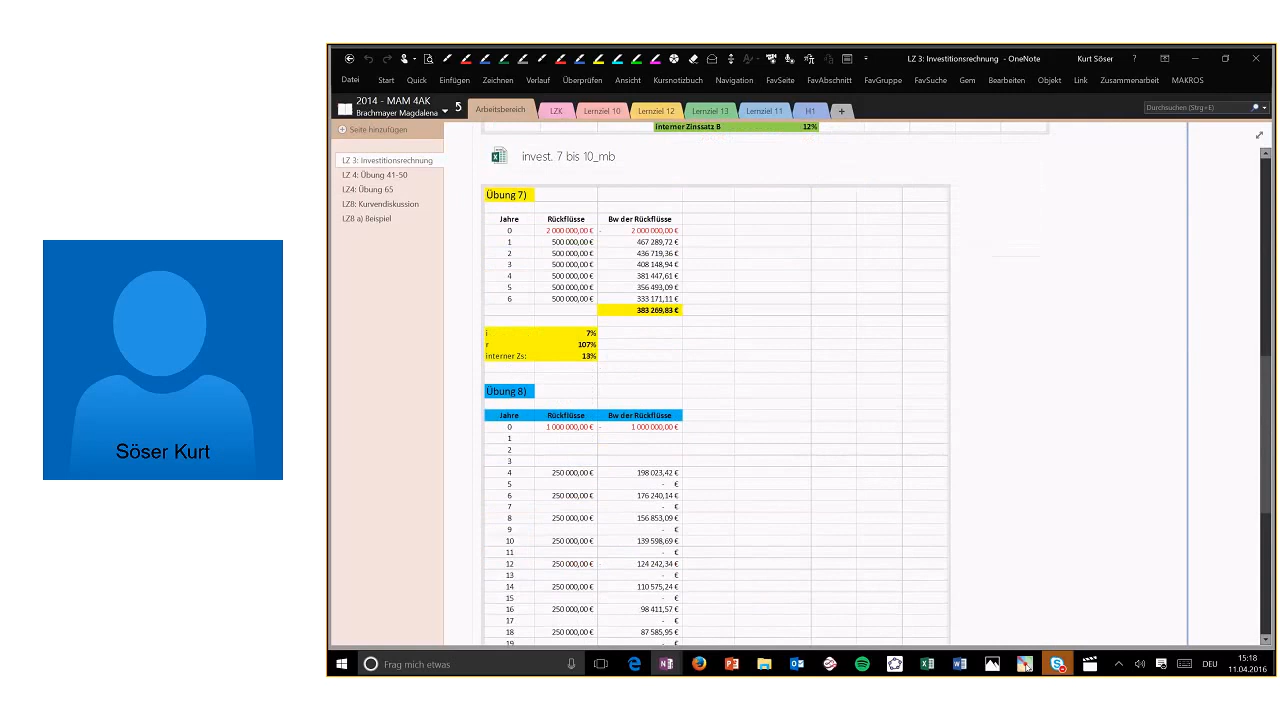 Söser Kurt
LZ 3: Investitionsrechnung - OneNote
Kurt Söser
?
Datei Start Quick Einfügen Zeichnen Verlauf Überprüfen Ansicht Kursnotizbuch Navigation FavSeite FavAbschnitt FavGruppe FavSuche Gem Bearbeiten Objekt Link Zusammenarbeit MAKROS
2014 - MAM 4AK
Brachmayer Magdalena
Arbeitsbereich LZK Lernziel 10 Lernziel 12 Lernziel 13 Lernziel 11 H1 +
Durchsuchen (Strg+E)
Seite hinzufügen
LZ 3: Investitionsrechnung
LZ 4: Übung 41-50
LZ4: Übung 65
LZ8: Kurvendiskussion
LZ8 a) Beispiel
interner Zinssatz B 12%
invest. 7 bis 10_mb
Übung 7)
Jahre Rückflüsse Bw der Rückflüsse
0 2 000 000,00 € - 2 000 000,00 €
1 500 000,00 € 467 289,72 €
2 500 000,00 € 436 719,36 €
3 500 000,00 € 408 148,94 €
4 500 000,00 € 381 447,61 €
5 500 000,00 € 356 493,09 €
6 500 000,00 € 333 171,11 €
383 269,83 €
i 7%
r 107%
interner Zs: 13%
Übung 8)
Jahre Rückflüsse Bw der Rückflüsse
0 1 000 000,00 € - 1 000 000,00 €
1
2
3
4 250 000,00 € 198 023,42 €
5 - €
6 250 000,00 € 176 240,14 €
7 - €
8 250 000,00 € 156 853,09 €
9 - €
10 250 000,00 € 139 598,69 €
11 - €
12 250 000,00 € 124 242,34 €
13 - €
14 250 000,00 € 110 575,24 €
15 - €
16 250 000,00 € 98 411,57 €
17 - €
18 250 000,00 € 87 585,95 €
19 - €
Frag mich etwas
DEU
15:18
11.04.2016